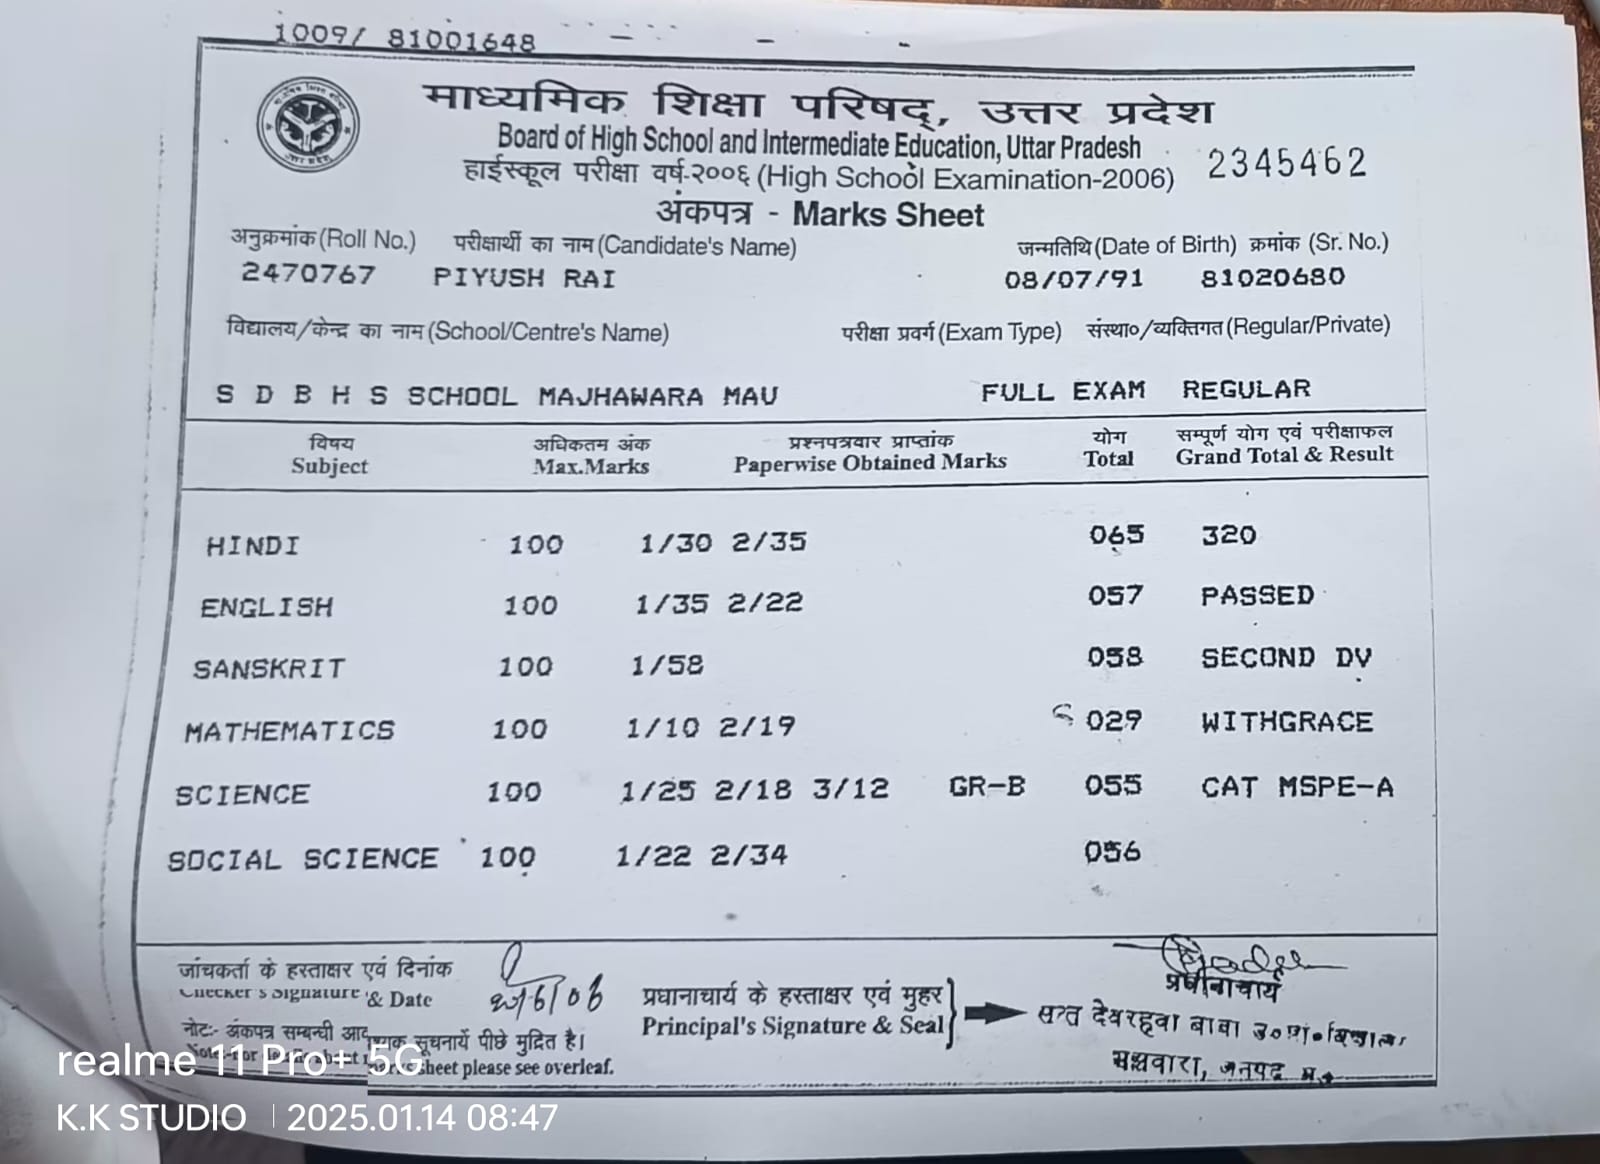 1009/ 81001648
माध्यमिक शिक्षा परिषद्, उत्तर प्रदेश
Board of High School and Intermediate Education, Uttar Pradesh
2345462
हाईस्कूल परीक्षा वर्ष-२००६ (High School Examination-2006)
अंकपत्र - Marks Sheet
अनुक्रमांक (Roll No.) परीक्षार्थी का नाम (Candidate's Name) जन्मतिथि (Date of Birth) क्रमांक (Sr. No.)
2470767 PIYUSH RAI 08/07/91 81020680
विद्यालय/केन्द्र का नाम (School/Centre's Name) परीक्षा प्रवर्ग (Exam Type) संस्था०/व्यक्तिगत (Regular/Private)
S D B H S SCHOOL MAJHAWARA MAU FULL EXAM REGULAR
विषय अधिकतम अंक प्रश्नपत्रवार प्राप्तांक योग सम्पूर्ण योग एवं परीक्षाफल
Subject Max.Marks Paperwise Obtained Marks Total Grand Total & Result
HINDI 100 1/30 2/35 065 320
ENGLISH 100 1/35 2/22 057 PASSED
SANSKRIT 100 1/58 058 SECOND DV
MATHEMATICS 100 1/10 2/19 029 WITHGRACE
SCIENCE 100 1/25 2/18 3/12 GR-B 055 CAT MSPE-A
SOCIAL SCIENCE 100 1/22 2/34 056
जांचकर्ता के हस्ताक्षर एवं दिनांक
Checker's Signature & Date
प्रधानाचार्य के हस्ताक्षर एवं मुहर
Principal's Signature & Seal
प्रधानाचार्य
सन्त देवरहवा बाबा उ०मा०
मझवारा, जनपद
नोट:- अंकपत्र सम्बन्धी सूचनायें पीछे मुद्रित है।
sheet please see overleaf.
realme 11 Pro+ 5G
K.K STUDIO | 2025.01.14 08:47